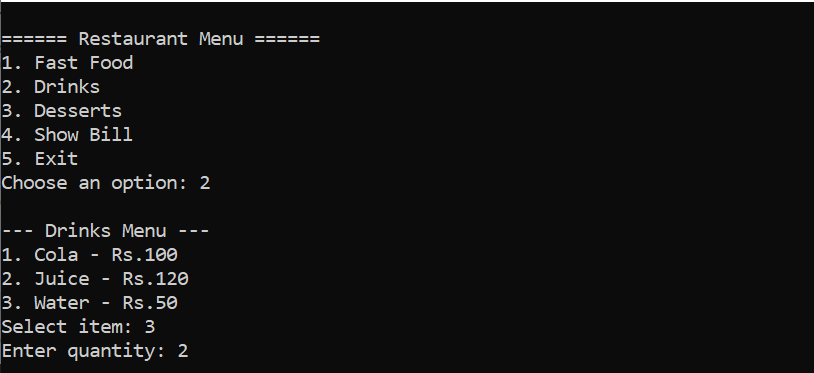 ====== Restaurant Menu ======
1. Fast Food
2. Drinks
3. Desserts
4. Show Bill
5. Exit
Choose an option: 2
--- Drinks Menu ---
1. Cola - Rs.100
2. Juice - Rs.120
3. Water - Rs.50
Select item: 3
Enter quantity: 2